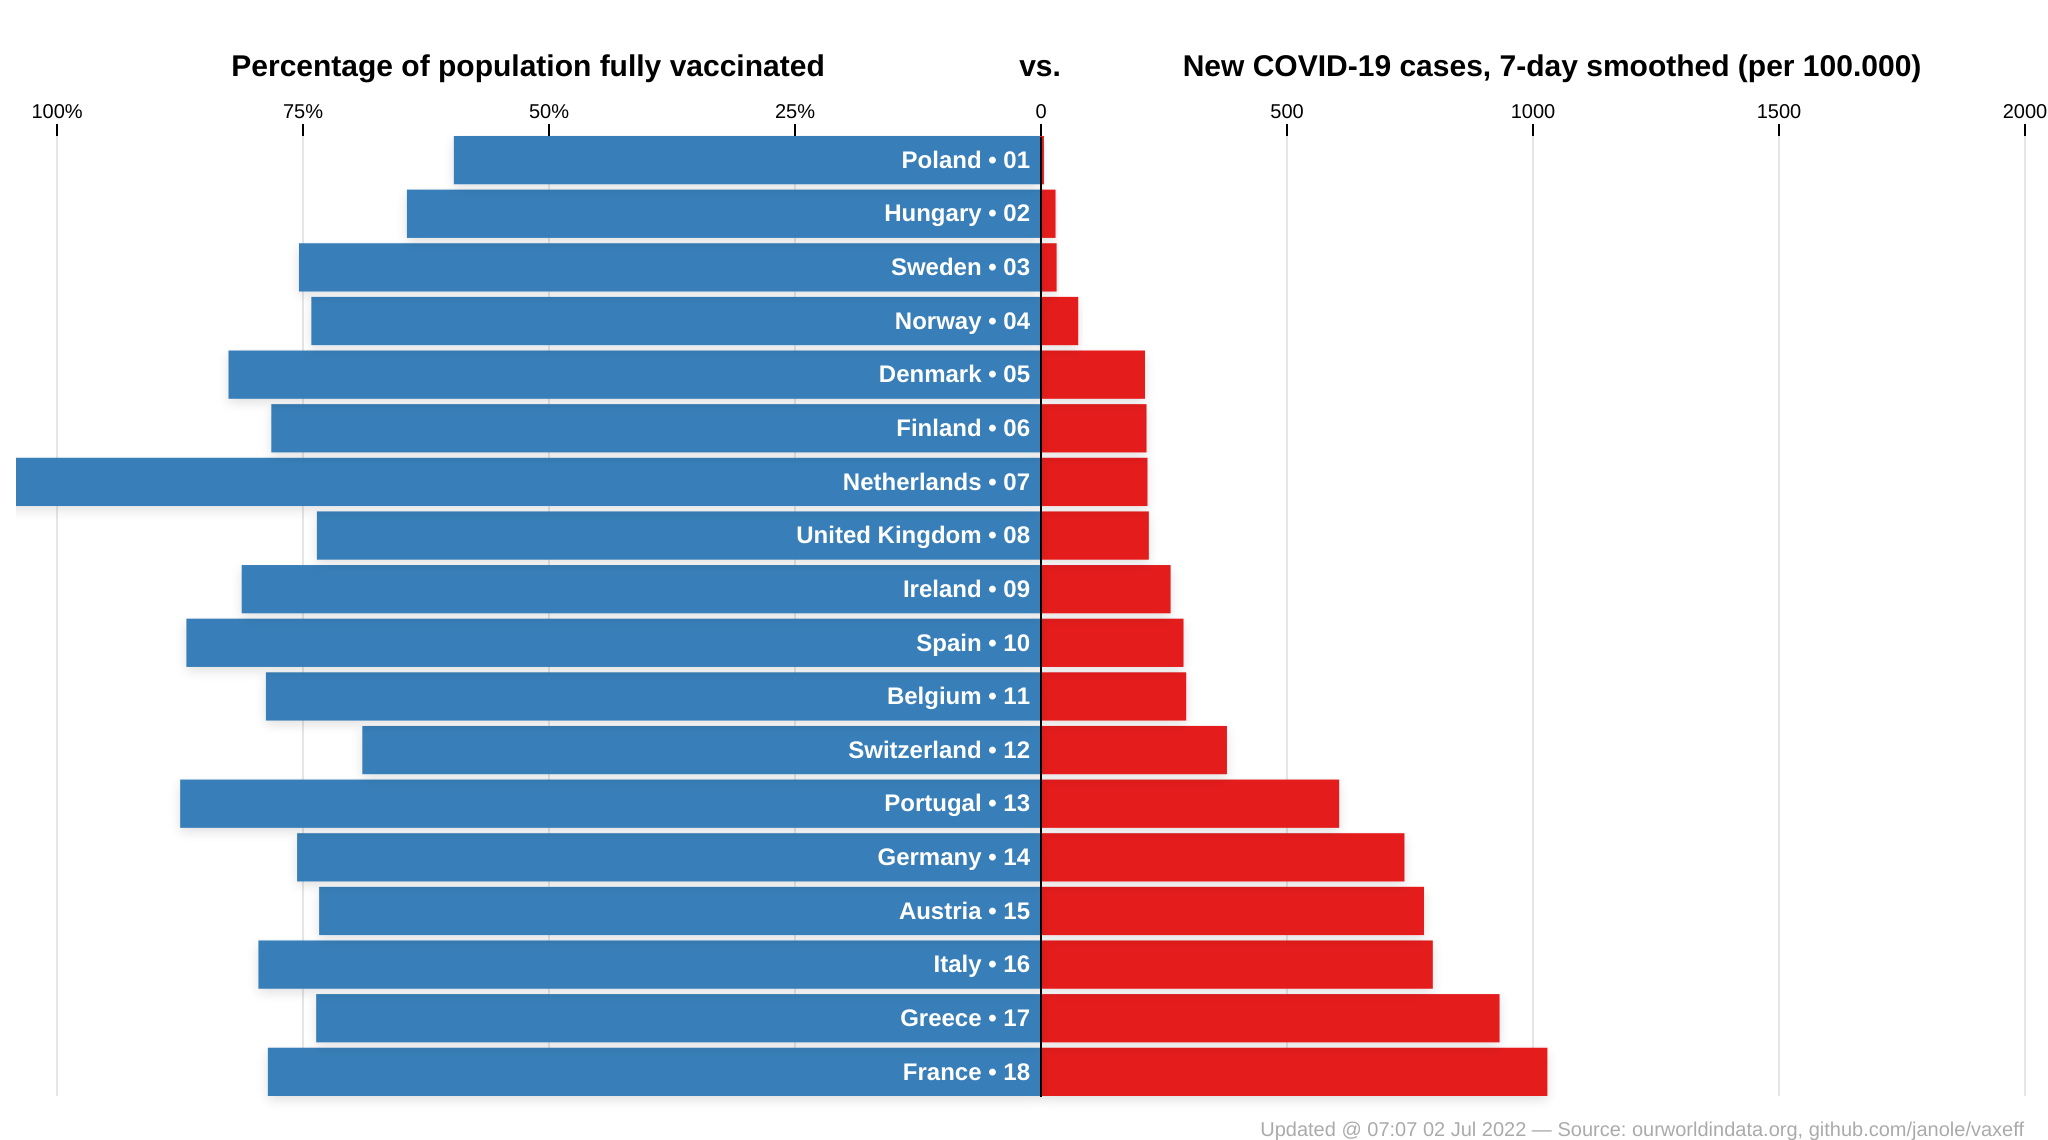 Percentage of population fully vaccinated vs. New COVID-19 cases, 7-day smoothed (per 100.000)
100% 75% 50% 25% 0 500 1000 1500 2000
Poland • 01
Hungary • 02
Sweden • 03
Norway • 04
Denmark • 05
Finland • 06
Netherlands • 07
United Kingdom • 08
Ireland • 09
Spain • 10
Belgium • 11
Switzerland • 12
Portugal • 13
Germany • 14
Austria • 15
Italy • 16
Greece • 17
France • 18
Updated @ 07:07 02 Jul 2022 — Source: ourworldindata.org, github.com/janole/vaxeff